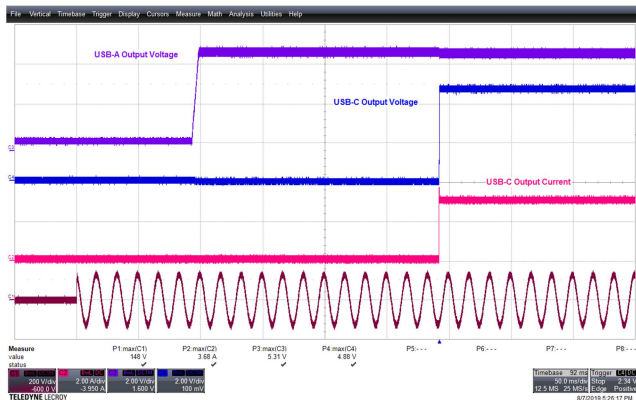 File Vertical Timebase Trigger Display Cursors Measure Math Analysis Utilities Help
USB-A Output Voltage
USB-C Output Voltage
USB-C Output Current
Measure P1:max(C1) P2:max(C2) P3:max(C3) P4:max(C4) P5:- - - P6:- - - P7:- - - P8:- - -
value 148 V 3.68 A 5.31 V 4.88 V
status
200 V/div 2.00 A/div 2.00 V/div 2.00 V/div Timebase 92 ms Trigger C4 DC
-600.0 V -3.950 A 1.600 V 100 mV 50.0 ms/div Stop 2.34 V
12.5 MS 25 MS/s Edge Positive
TELEDYNE LECROY 8/7/2019 5:26:17 PM